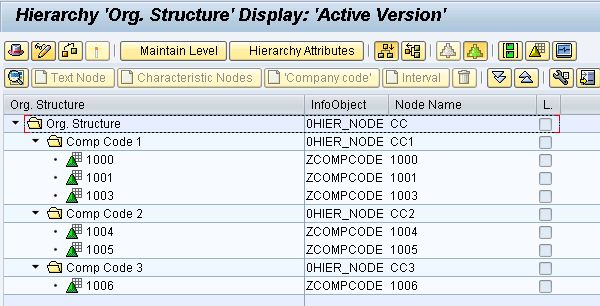 Hierarchy 'Org. Structure' Display: 'Active Version'
Maintain Level Hierarchy Attributes
Text Node Characteristic Nodes 'Company code' Interval
Org. Structure InfoObject Node Name L.
Org. Structure 0HIER_NODE CC
Comp Code 1 0HIER_NODE CC1
1000 ZCOMPCODE 1000
1001 ZCOMPCODE 1001
1003 ZCOMPCODE 1003
Comp Code 2 0HIER_NODE CC2
1004 ZCOMPCODE 1004
1005 ZCOMPCODE 1005
Comp Code 3 0HIER_NODE CC3
1006 ZCOMPCODE 1006